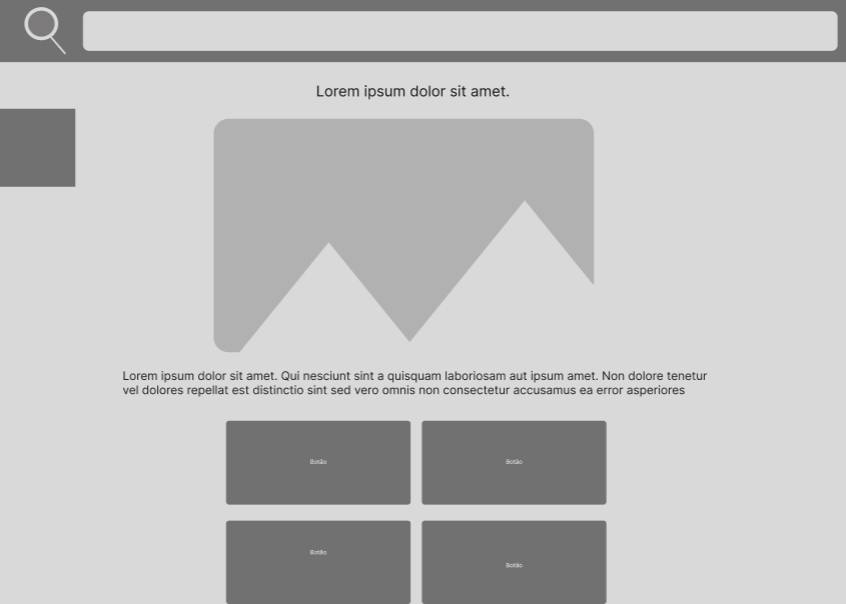 Lorem ipsum dolor sit amet.
Lorem ipsum dolor sit amet. Qui nesciunt sint a quisquam laboriosam aut ipsum amet. Non dolore tenetur
vel dolores repellat est distinctio sint sed vero omnis non consectetur accusamus ea error asperiores
Botão
Botão
Botão
Botão